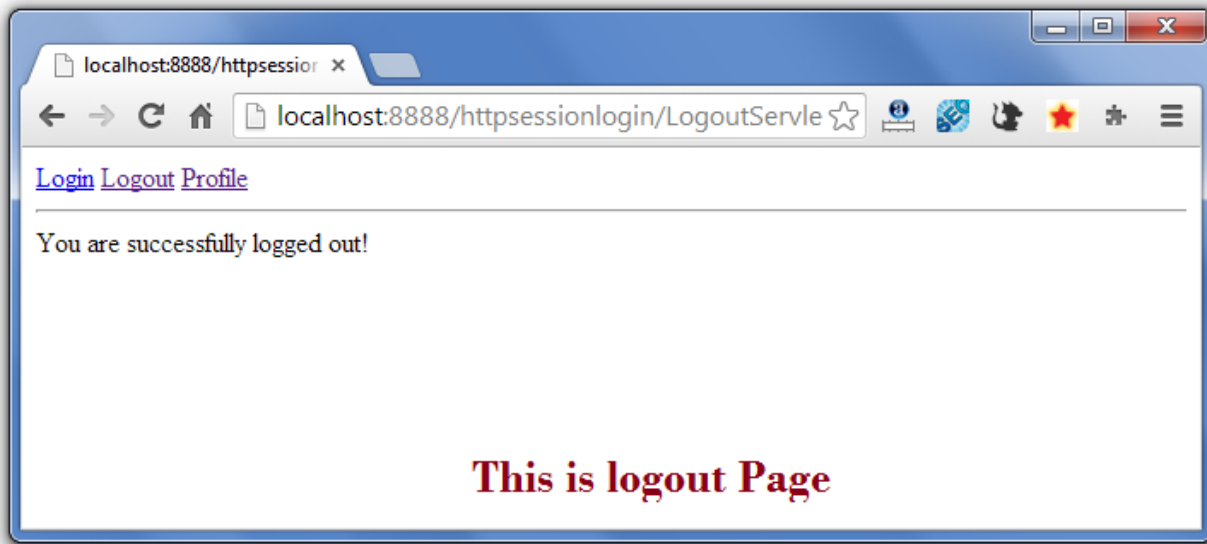 localhost:8888/httpsession
localhost:8888/httpsessionlogin/LogoutServle
Login Logout Profile
You are successfully logged out!
This is logout Page